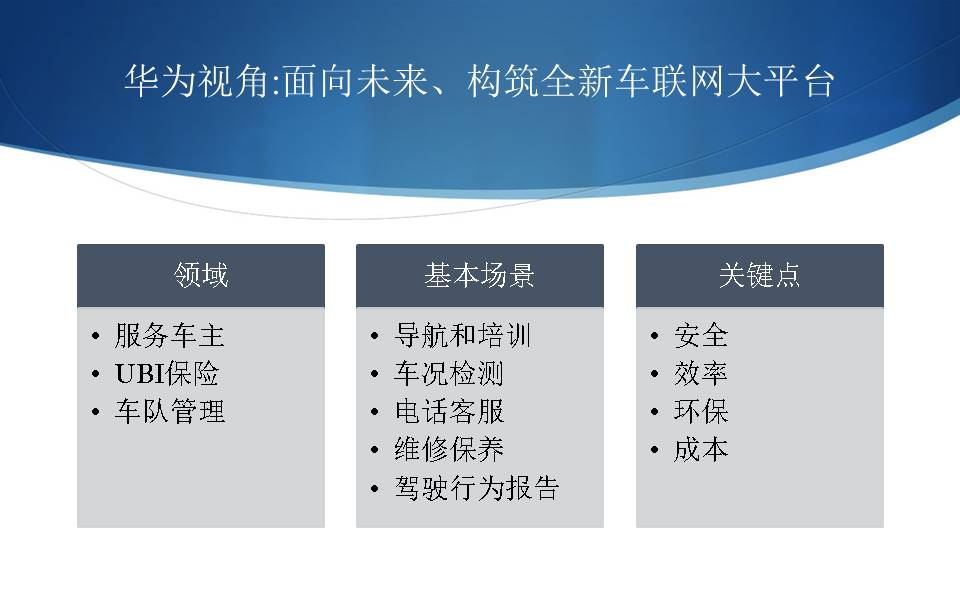 华为视角:面向未来、构筑全新车联网大平台
领域
• 服务车主
• UBI保险
• 车队管理
基本场景
• 导航和培训
• 车况检测
• 电话客服
• 维修保养
• 驾驶行为报告
关键点
• 安全
• 效率
• 环保
• 成本